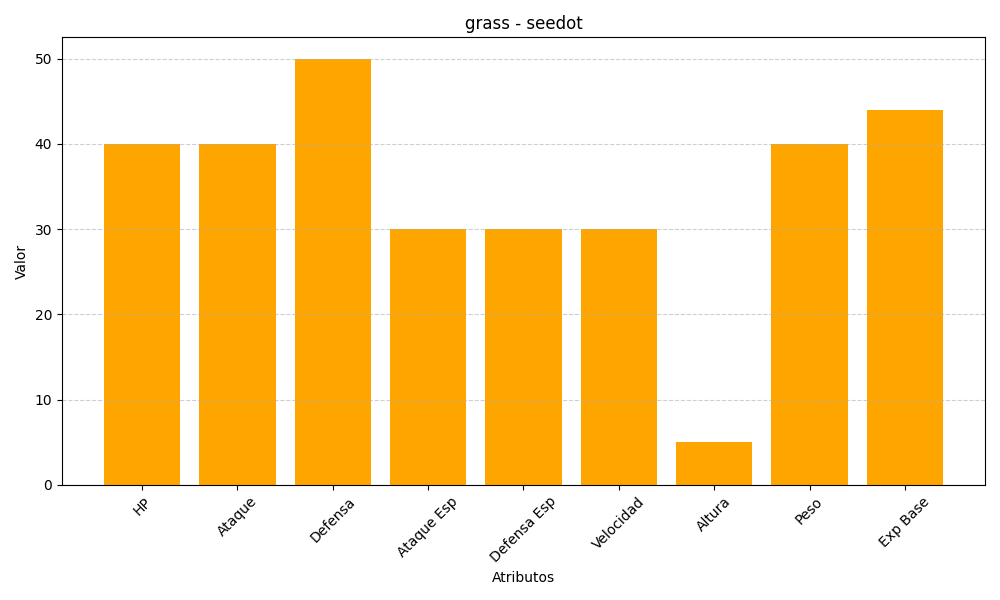 grass - seedot
Valor
50
40
30
20
10
0
HP
Ataque
Defensa
Ataque Esp
Defensa Esp
Velocidad
Altura
Peso
Exp Base
Atributos